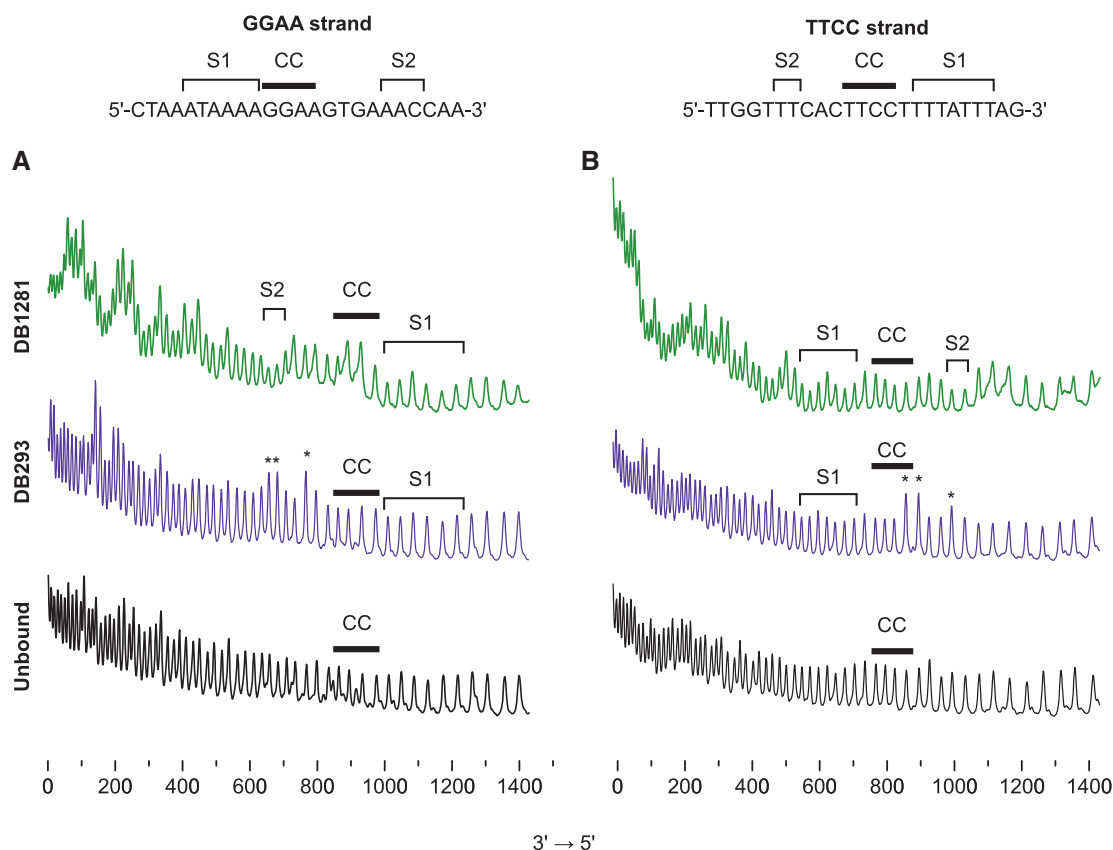 GGAA strand
S1 CC S2
5'-CTAAATAAAAGGAAGTGAAACCAA-3'
TTCC strand
S2 CC S1
5'-TTGGTTTCACTTCCTTTTATTTAG-3'
A
DB1281
S2 CC S1
DB293
** * CC S1
Unbound
CC
0 200 400 600 800 1000 1200 1400
B
S1 CC S2
S1 CC * * *
CC
0 200 400 600 800 1000 1200 1400
3' → 5'